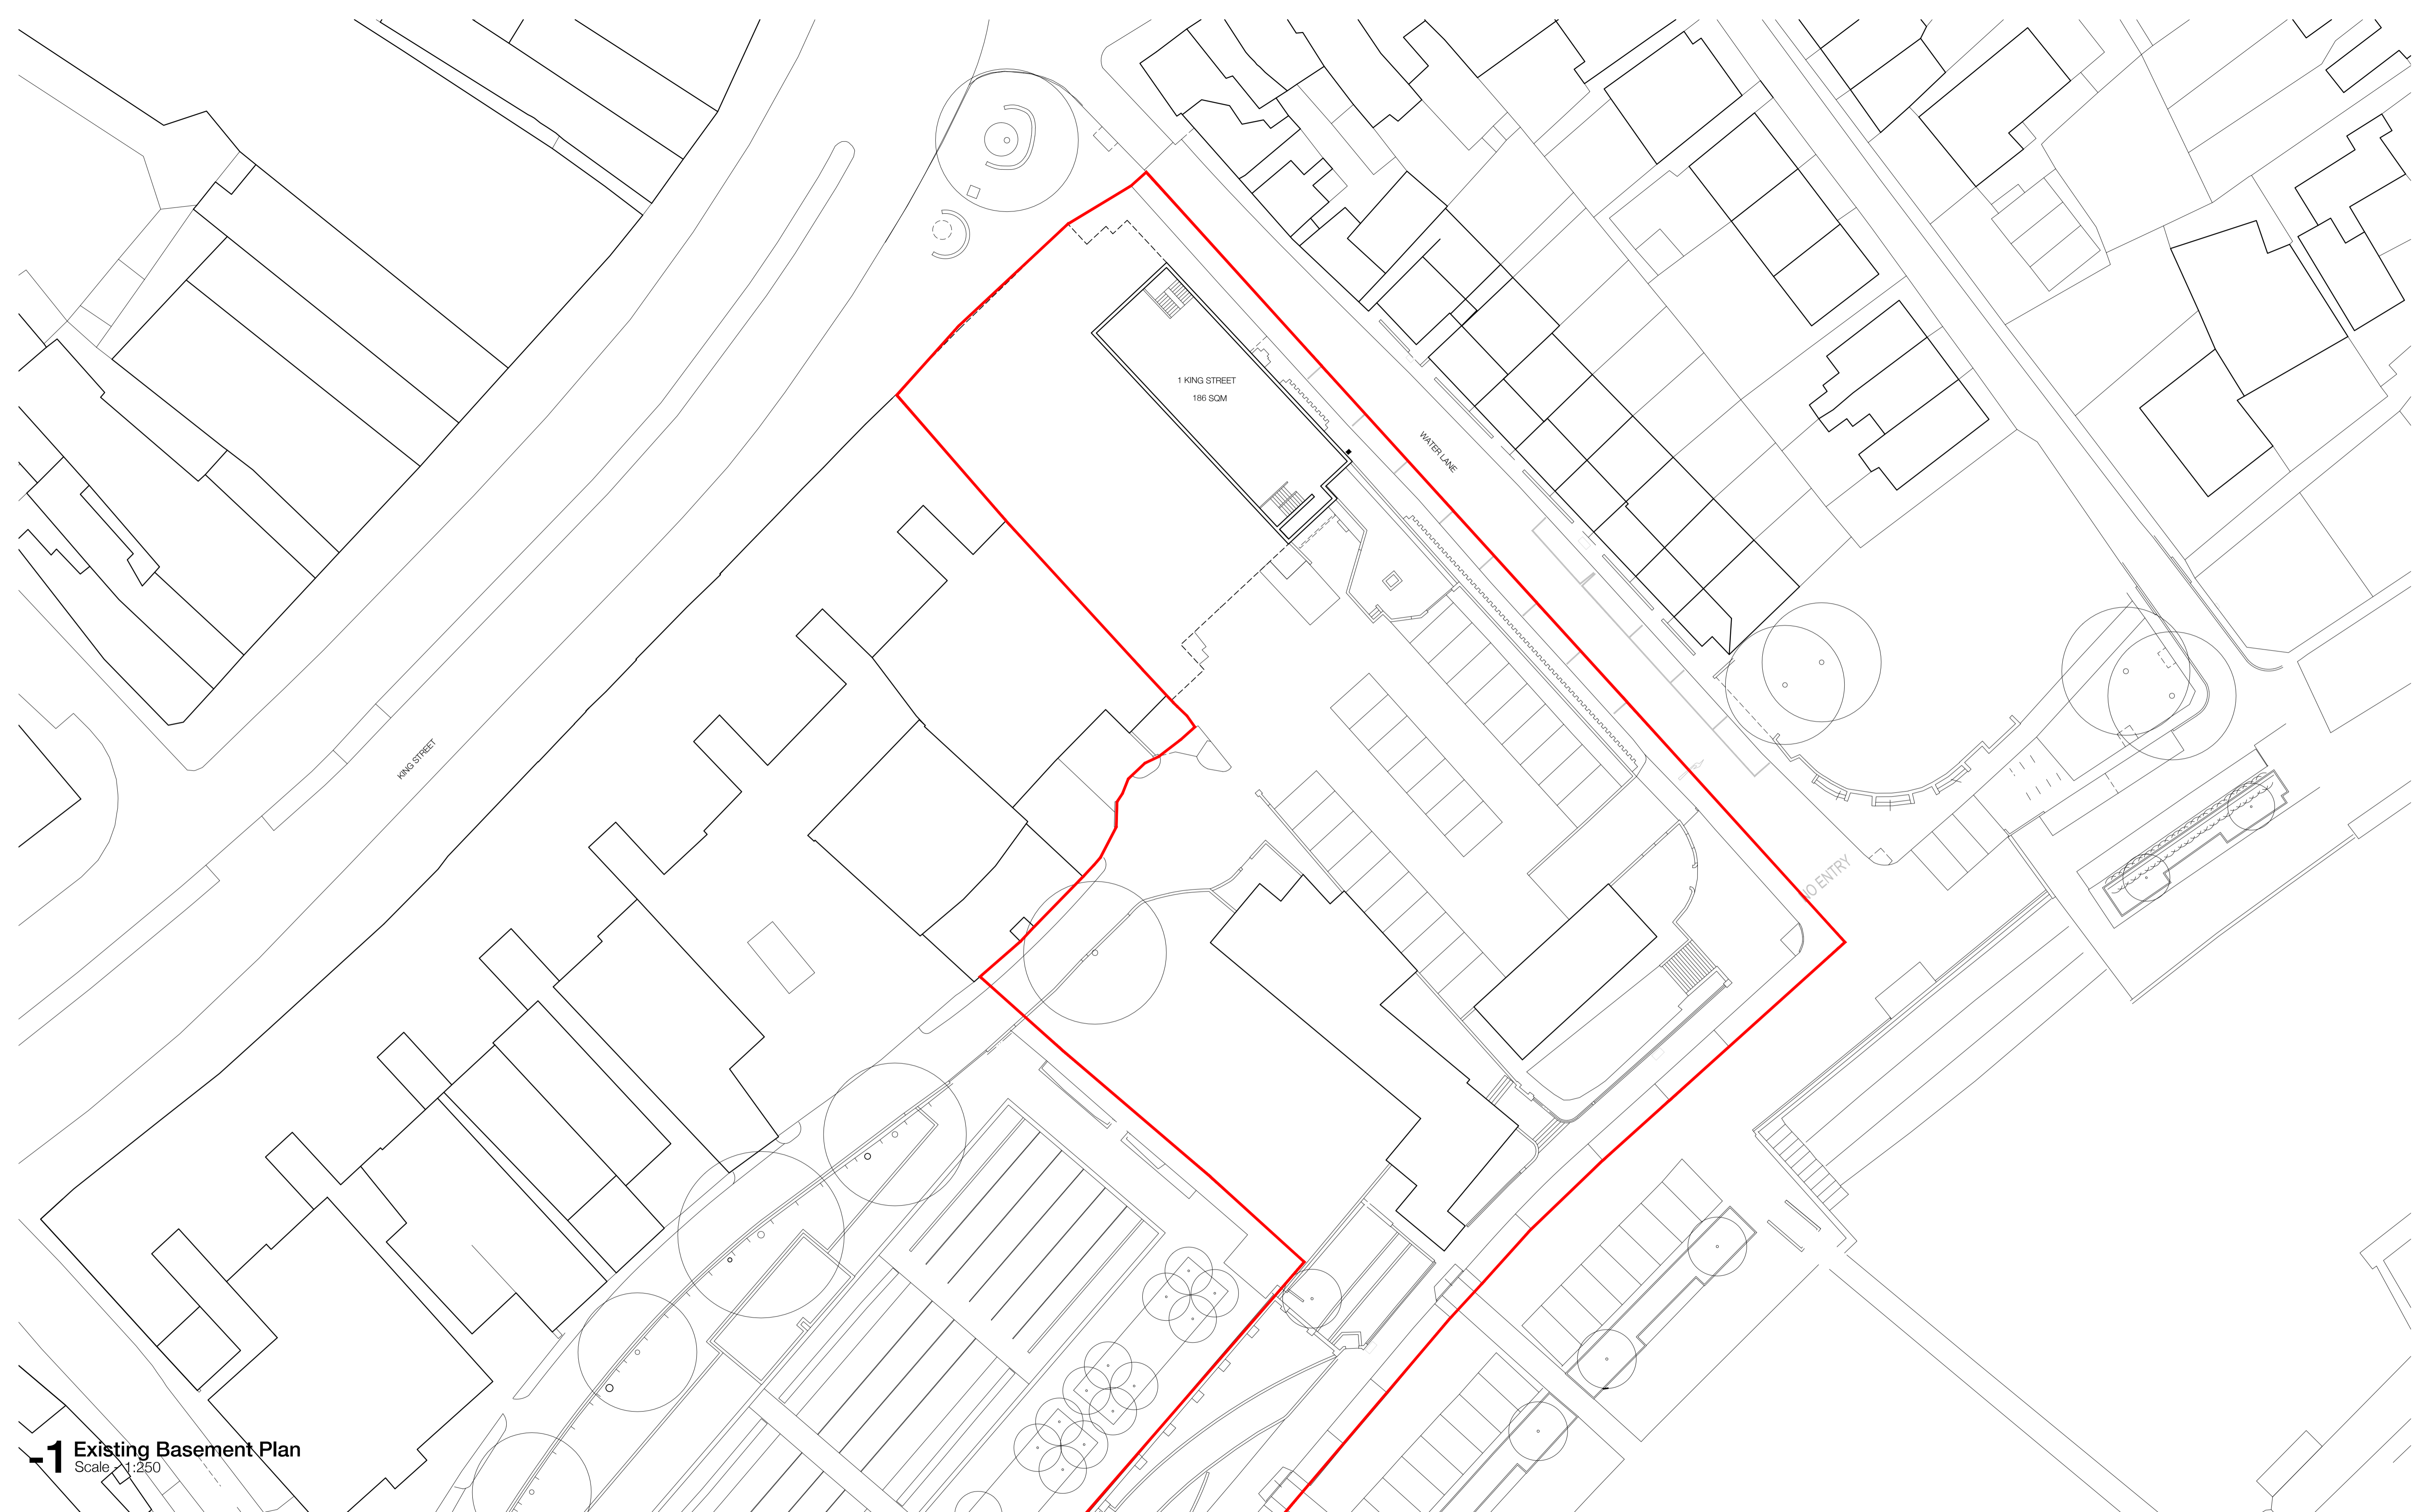 1 KING STREET
186 SQM
WATER LANE
KING STREET
NO ENTRY
-1 Existing Basement Plan
Scale - 1:250